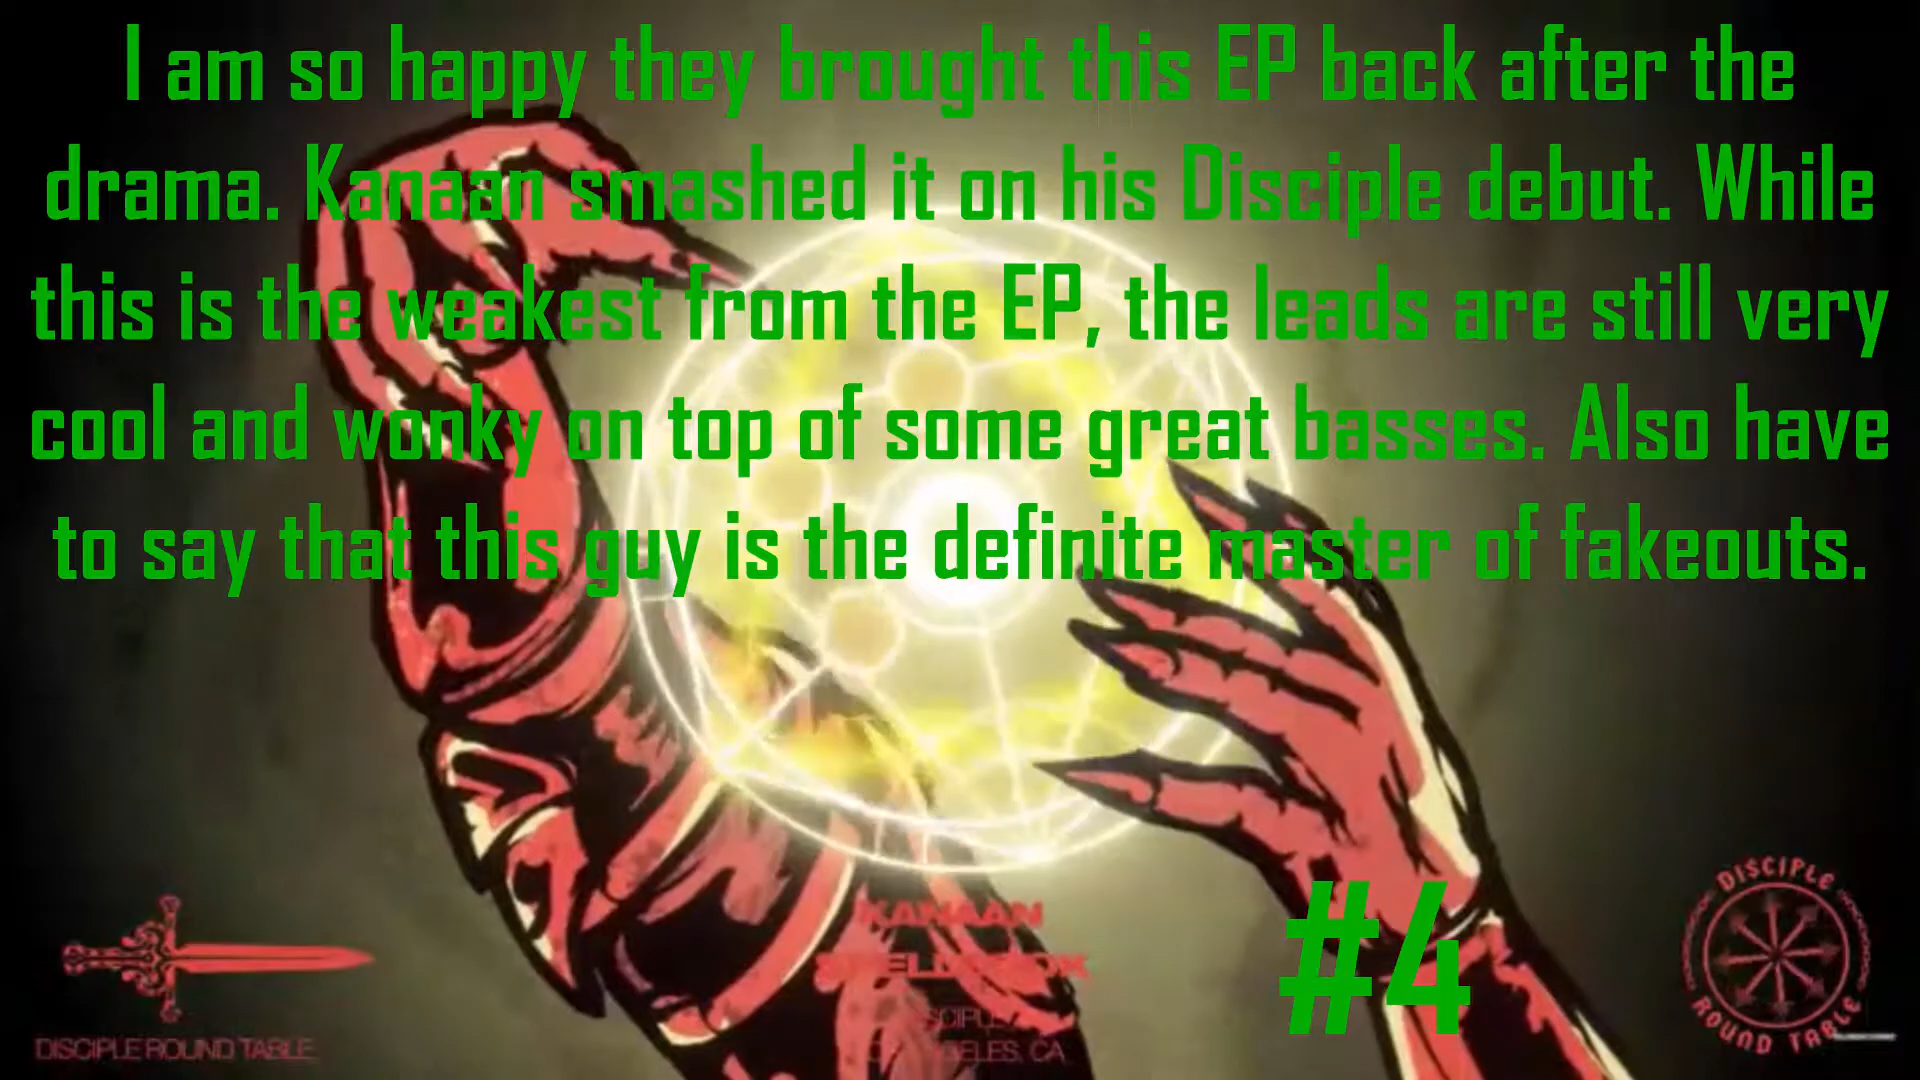 I am so happy they brought this EP back after the
drama. Kanaan smashed it on his Disciple debut. While
this is the weakest from the EP, the leads are still very
cool and wonky on top of some great basses. Also have
to say that this guy is the definite master of fakeouts.
#4
KANAAN
DISCIPLE ROUND TABLE
DISCIPLE
ROUND TABLE
CA